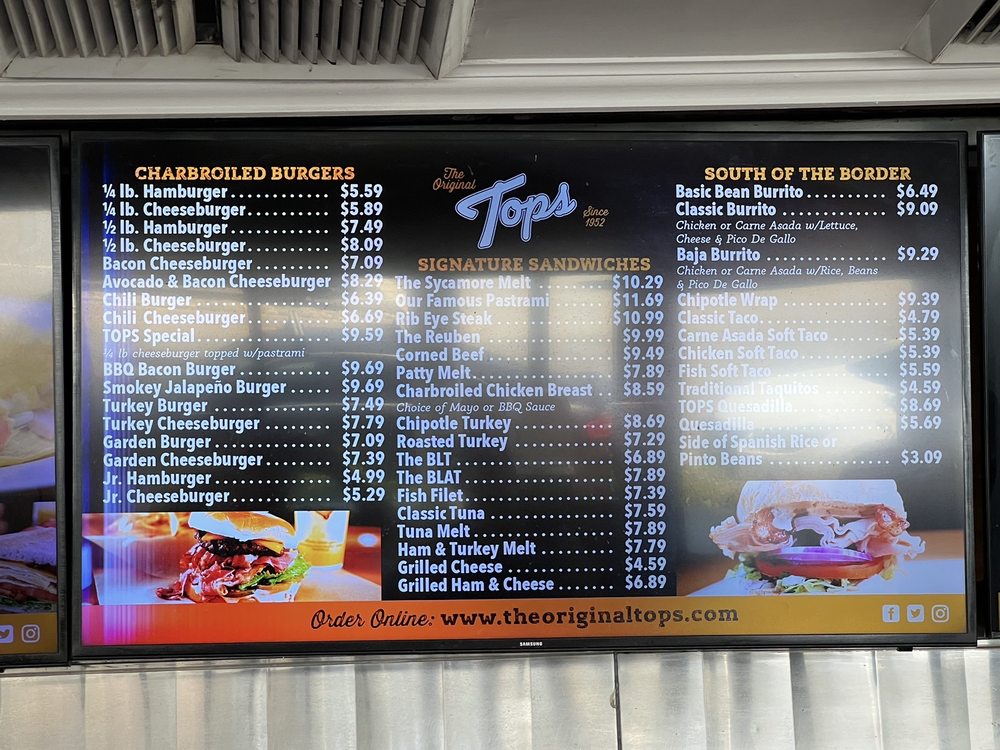 CHARBROILED BURGERS
¼ lb. Hamburger............ $5.59
¼ lb. Cheeseburger......... $5.89
½ lb. Hamburger............ $7.49
½ lb. Cheeseburger......... $8.09
Bacon Cheeseburger......... $7.09
Avocado & Bacon Cheeseburger $8.29
Chili Burger............... $6.39
Chili Cheeseburger......... $6.69
TOPS Special............... $9.59
¼ lb cheeseburger topped w/pastrami
BBQ Bacon Burger........... $9.69
Smokey Jalapeño Burger..... $9.69
Turkey Burger.............. $7.49
Turkey Cheeseburger........ $7.79
Garden Burger.............. $7.09
Garden Cheeseburger........ $7.39
Jr. Hamburger.............. $4.99
Jr. Cheeseburger........... $5.29
The Original Tops Since 1952
SIGNATURE SANDWICHES
The Sycamore Melt ......... $10.29
Our Famous Pastrami ....... $11.69
Rib Eye Steak.............. $10.99
The Reuben ................ $9.99
Corned Beef................ $9.49
Patty Melt................. $7.89
Charbroiled Chicken Breast .. $8.59
Choice of Mayo or BBQ Sauce
Chipotle Turkey ........... $8.69
Roasted Turkey ............ $7.29
The BLT ................... $6.89
The BLAT .................. $7.89
Fish Filet................. $7.39
Classic Tuna .............. $7.59
Tuna Melt.................. $7.89
Ham & Turkey Melt ......... $7.79
Grilled Cheese ............ $4.59
Grilled Ham & Cheese ...... $6.89
SOUTH OF THE BORDER
Basic Bean Burrito......... $6.49
Classic Burrito ........... $9.09
Chicken or Carne Asada w/Lettuce,
Cheese & Pico De Gallo
Baja Burrito .............. $9.29
Chicken or Carne Asada w/Rice, Beans
& Pico De Gallo
Chipotle Wrap.............. $9.39
Classic Taco............... $4.79
Carne Asada Soft Taco ..... $5.39
Chicken Soft Taco.......... $5.39
Fish Soft Taco ............ $5.59
Traditional Taquitos ...... $4.59
TOPS Quesadilla............ $8.69
Quesadilla ................ $5.69
Side of Spanish Rice or
Pinto Beans ............... $3.09
Order Online: www.theoriginaltops.com
SAMSUNG